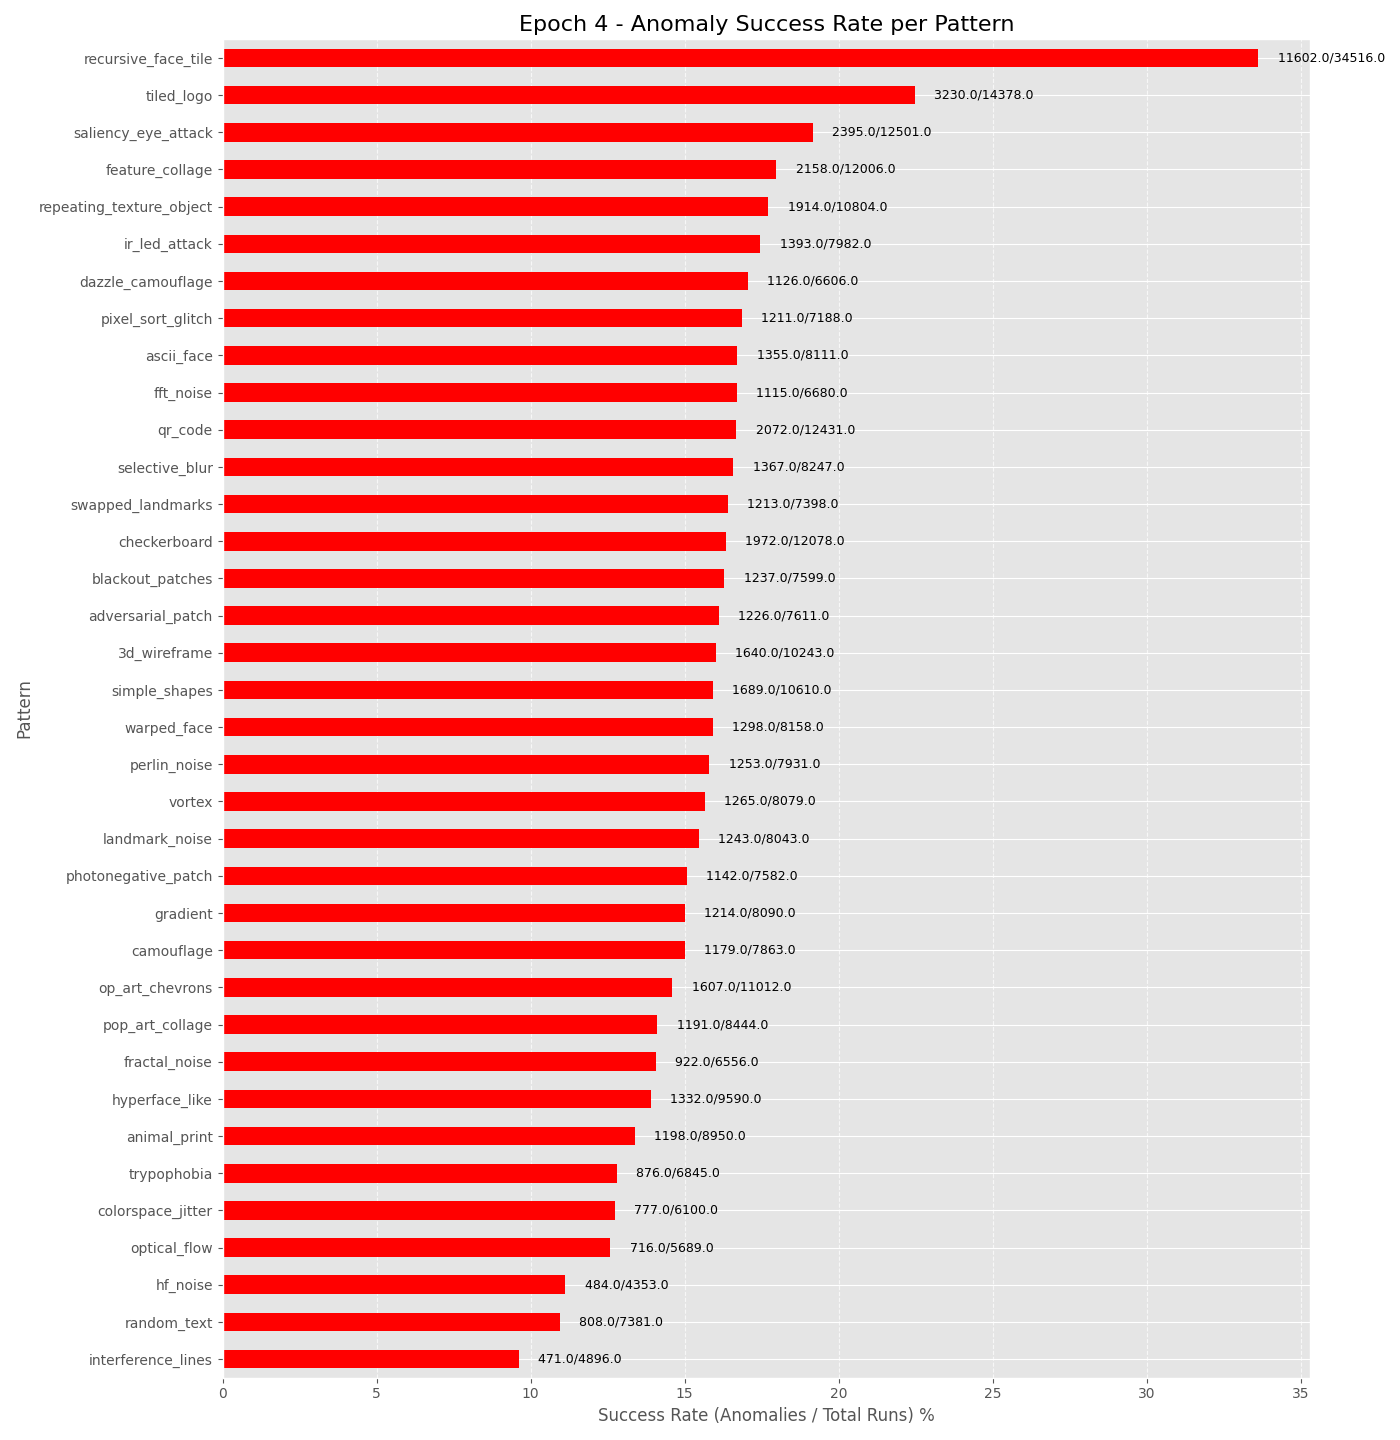 Epoch 4 - Anomaly Success Rate per Pattern
recursive_face_tile 11602.0/34516.0
tiled_logo 3230.0/14378.0
saliency_eye_attack 2395.0/12501.0
feature_collage 2158.0/12006.0
repeating_texture_object 1914.0/10804.0
ir_led_attack 1393.0/7982.0
dazzle_camouflage 1126.0/6606.0
pixel_sort_glitch 1211.0/7188.0
ascii_face 1355.0/8111.0
fft_noise 1115.0/6680.0
qr_code 2072.0/12431.0
selective_blur 1367.0/8247.0
swapped_landmarks 1213.0/7398.0
checkerboard 1972.0/12078.0
blackout_patches 1237.0/7599.0
adversarial_patch 1226.0/7611.0
3d_wireframe 1640.0/10243.0
simple_shapes 1689.0/10610.0
Pattern
warped_face 1298.0/8158.0
perlin_noise 1253.0/7931.0
vortex 1265.0/8079.0
landmark_noise 1243.0/8043.0
photonegative_patch 1142.0/7582.0
gradient 1214.0/8090.0
camouflage 1179.0/7863.0
op_art_chevrons 1607.0/11012.0
pop_art_collage 1191.0/8444.0
fractal_noise 922.0/6556.0
hyperface_like 1332.0/9590.0
animal_print 1198.0/8950.0
trypophobia 876.0/6845.0
colorspace_jitter 777.0/6100.0
optical_flow 716.0/5689.0
hf_noise 484.0/4353.0
random_text 808.0/7381.0
interference_lines 471.0/4896.0
0 5 10 15 20 25 30 35
Success Rate (Anomalies / Total Runs) %